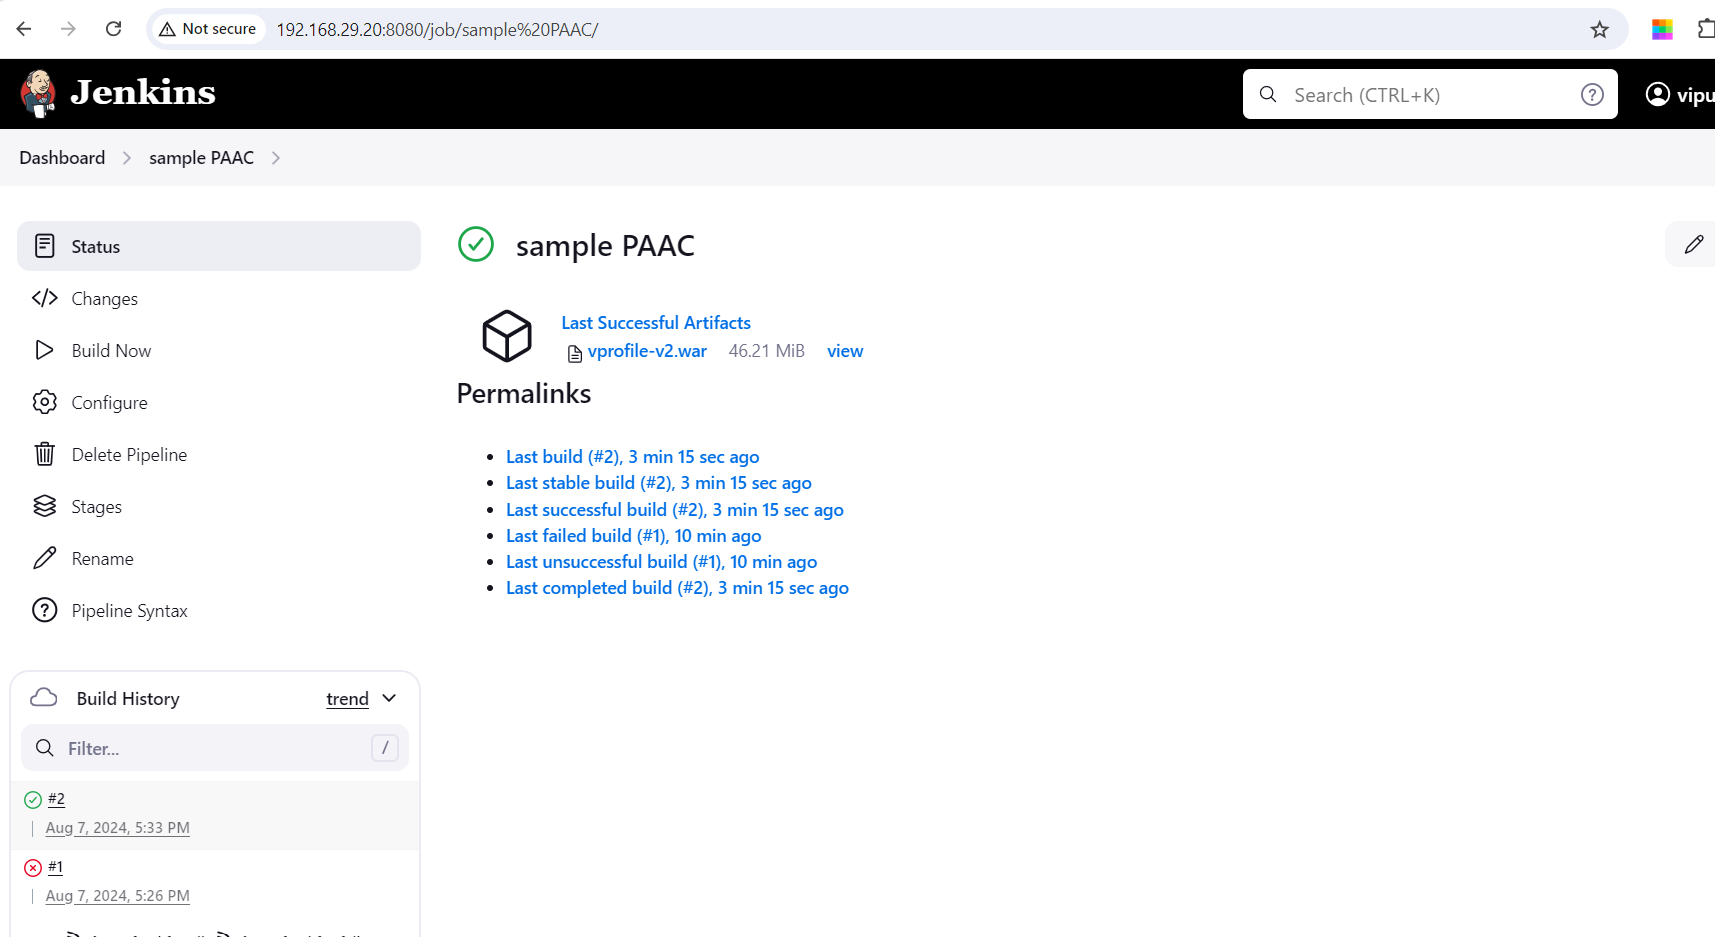 Not secure 192.168.29.20:8080/job/sample%20PAAC/
Jenkins
Search (CTRL+K)
vipu
Dashboard
sample PAAC
Status
Changes
Build Now
Configure
Delete Pipeline
Stages
Rename
Pipeline Syntax
sample PAAC
Last Successful Artifacts
vprofile-v2.war 46.21 MiB view
Permalinks
Last build (#2), 3 min 15 sec ago
Last stable build (#2), 3 min 15 sec ago
Last successful build (#2), 3 min 15 sec ago
Last failed build (#1), 10 min ago
Last unsuccessful build (#1), 10 min ago
Last completed build (#2), 3 min 15 sec ago
Build History trend
Filter... /
#2
Aug 7, 2024, 5:33 PM
#1
Aug 7, 2024, 5:26 PM